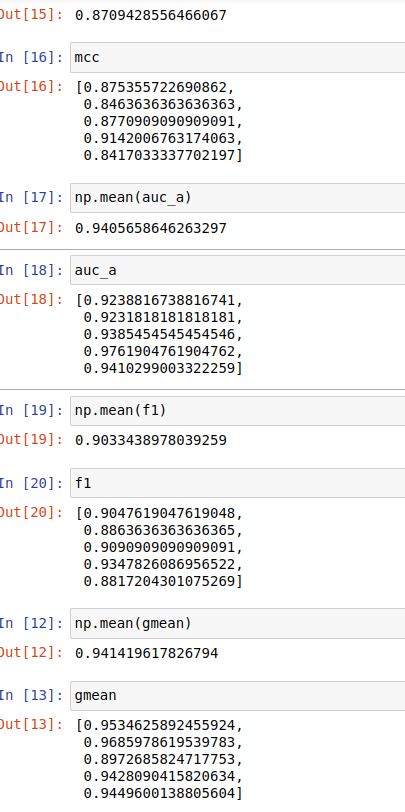 Out[15]: 0.8709428556466067
In [16]: mcc
Out[16]: [0.875355722690862,
0.8463636363636363,
0.8770909090909091,
0.9142006763174063,
0.8417033337702197]
In [17]: np.mean(auc_a)
Out[17]: 0.9405658646263297
In [18]: auc_a
Out[18]: [0.9238816738816741,
0.9231818181818181,
0.9385454545454546,
0.9761904761904762,
0.9410299003322259]
In [19]: np.mean(f1)
Out[19]: 0.9033438978039259
In [20]: f1
Out[20]: [0.9047619047619048,
0.8863636363636365,
0.9090909090909091,
0.9347826086956522,
0.8817204301075269]
In [12]: np.mean(gmean)
Out[12]: 0.941419617826794
In [13]: gmean
Out[13]: [0.9534625892455924,
0.9685978619539783,
0.8972685824717753,
0.9428090415820634,
0.9449600138805604]